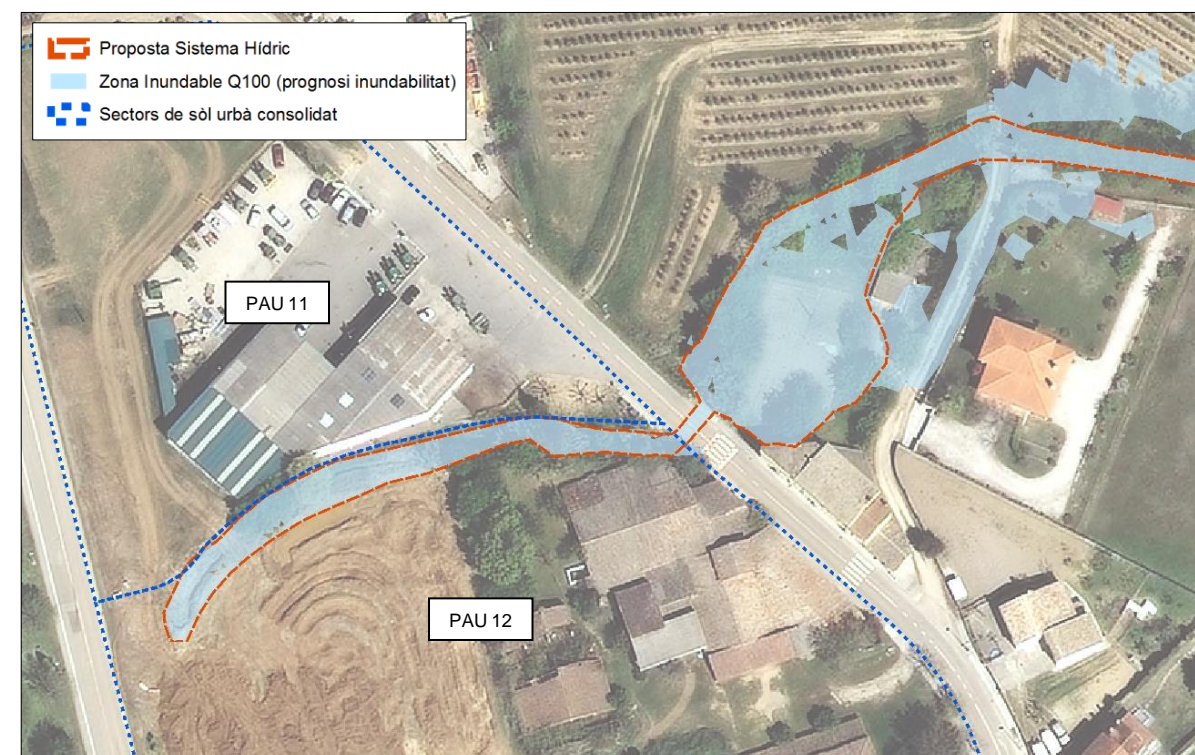 Proposta Sistema Hídric
Zona Inundable Q100 (prognosi inundabilitat)
Sectors de sòl urbà consolidat
PAU 11
PAU 12